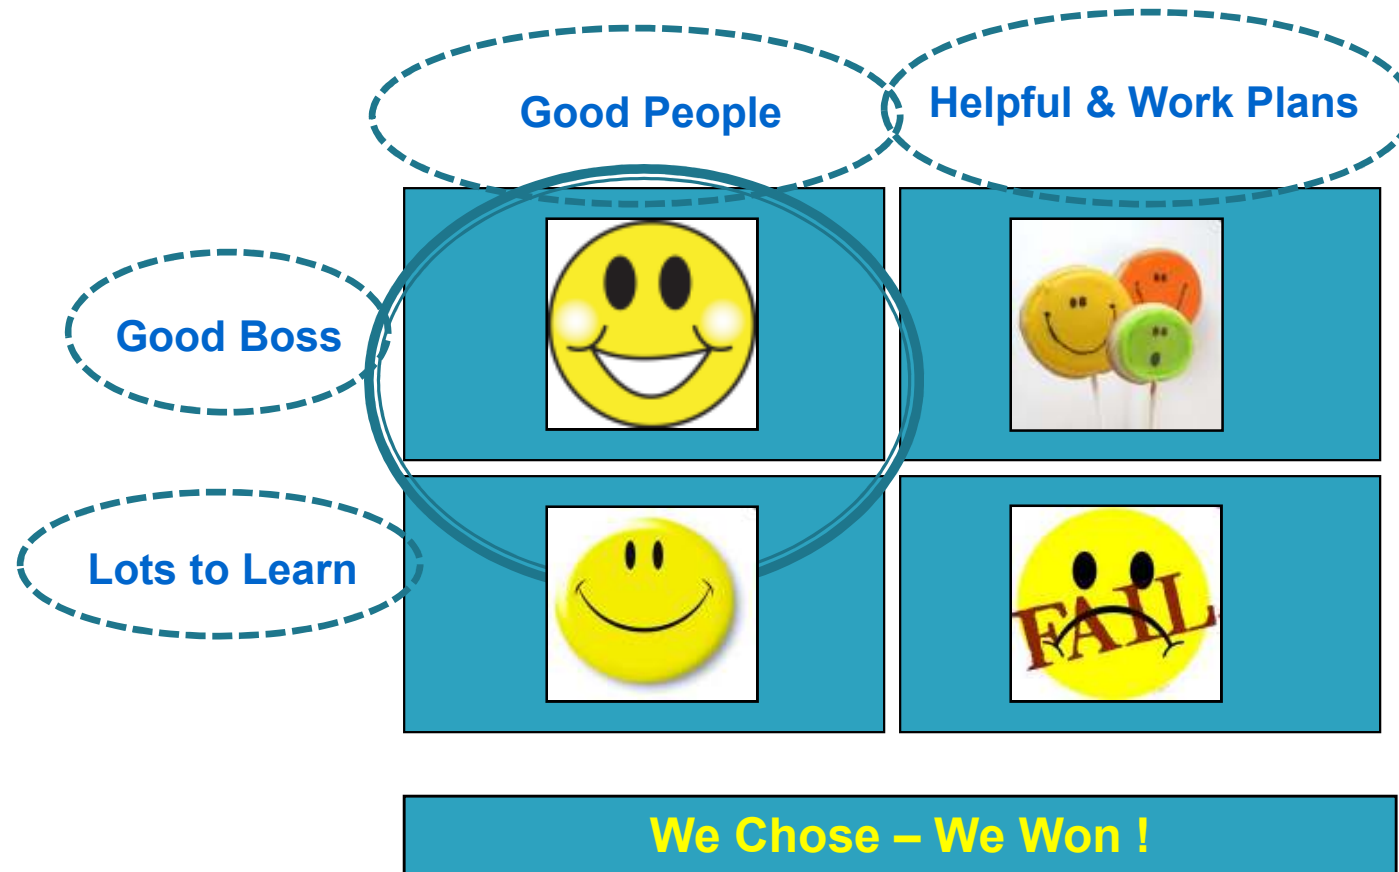 Good People
Helpful & Work Plans
Good Boss
Lots to Learn
FAIL
We Chose – We Won !